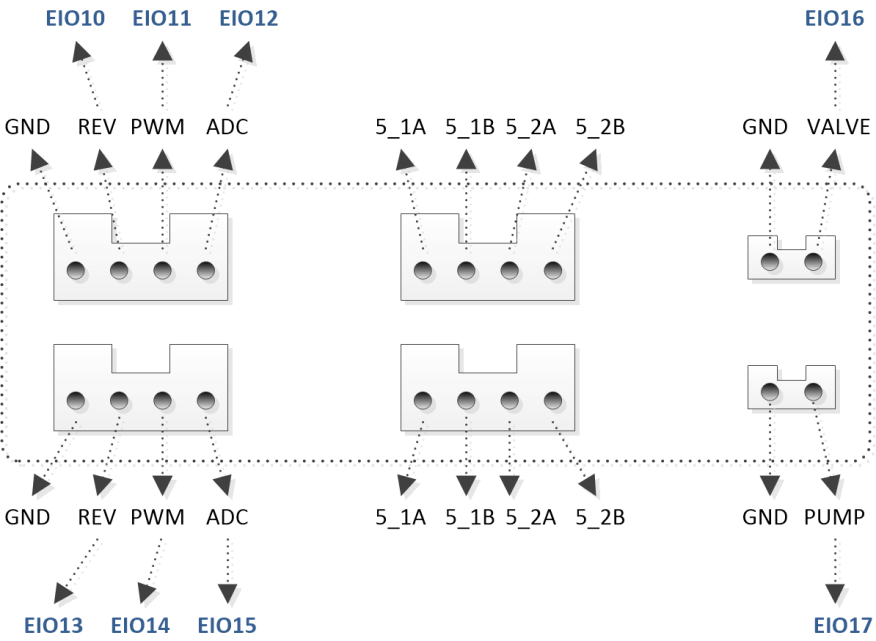 EIO10 EIO11 EIO12 EIO16
GND REV PWM ADC 5_1A 5_1B 5_2A 5_2B GND VALVE
GND REV PWM ADC 5_1A 5_1B 5_2A 5_2B GND PUMP
EIO13 EIO14 EIO15 EIO17